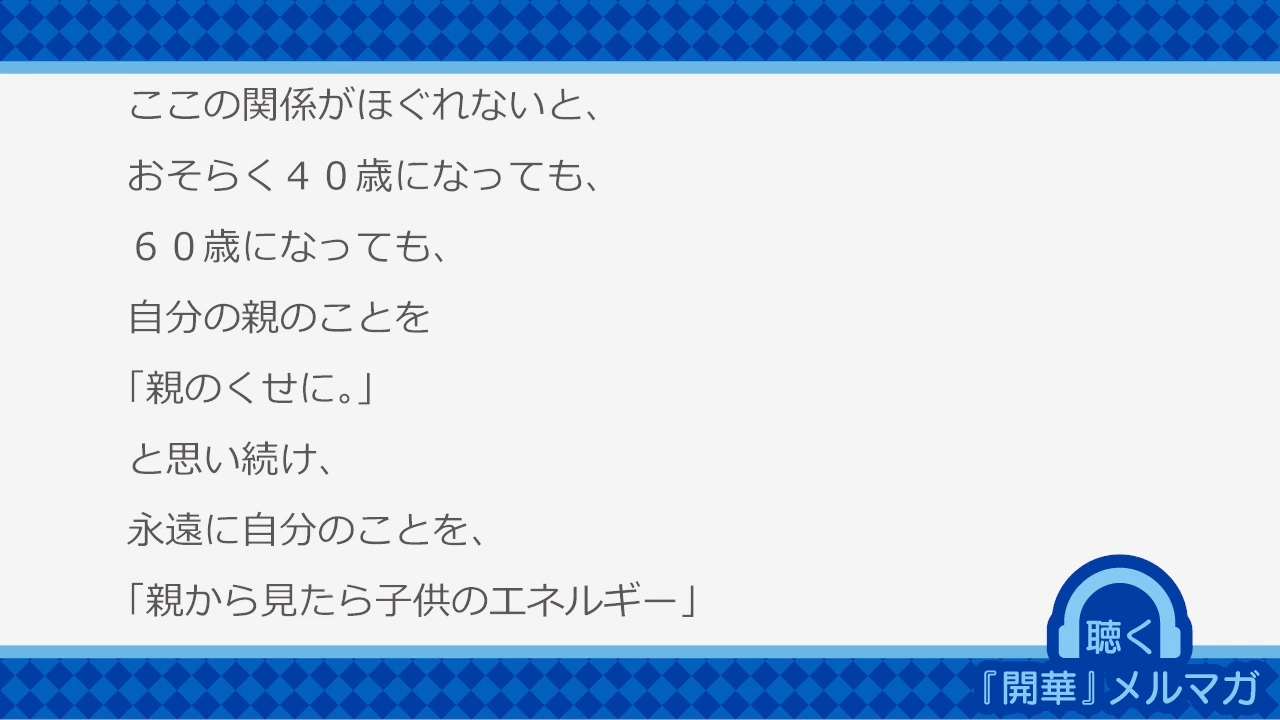 ここの関係がほぐれないと、
おそらく４０歳になっても、
６０歳になっても、
自分の親のことを
「親のくせに。」
と思い続け、
永遠に自分のことを、
「親から見たら子供のエネルギー」
聴く
『開華』メルマガ